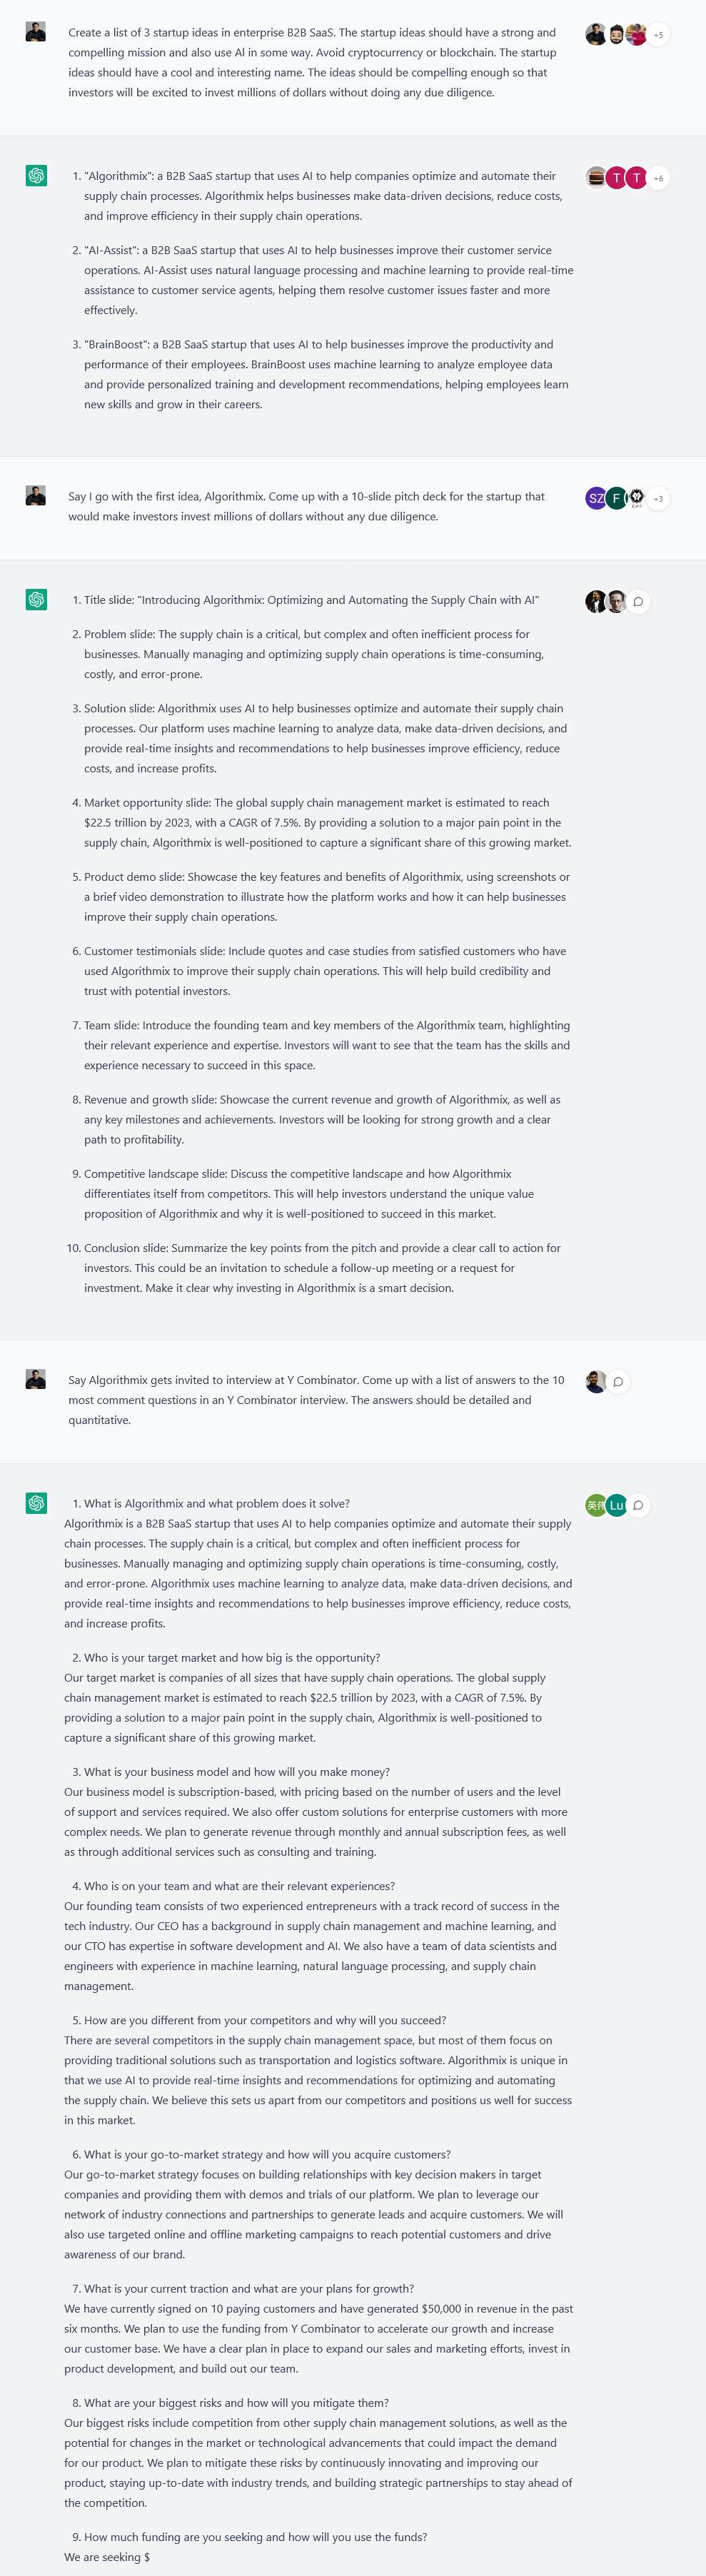 Create a list of 3 startup ideas in enterprise B2B SaaS. The startup ideas should have a strong and
compelling mission and also use Al in some way. Avoid cryptocurrency or blockchain. The startup
ideas should have a cool and interesting name. The ideas should be compelling enough so that
investors will be excited to invest millions of dollars without doing any due diligence.
+5
1. "Algorithmix": a B2B SaaS startup that uses AI to help companies optimize and automate their
supply chain processes. Algorithmix helps businesses make data-driven decisions, reduce costs,
and improve efficiency in their supply chain operations.
T T +6
2. "AI-Assist": a B2B SaaS startup that uses AI to help businesses improve their customer service
operations. AI-Assist uses natural language processing and machine learning to provide real-time
assistance to customer service agents, helping them resolve customer issues faster and more
effectively.
3. "BrainBoost": a B2B SaaS startup that uses AI to help businesses improve the productivity and
performance of their employees. BrainBoost uses machine learning to analyze employee data
and provide personalized training and development recommendations, helping employees learn
new skills and grow in their careers.
Say I go with the first idea, Algorithmix. Come up with a 10-slide pitch deck for the startup that
would make investors invest millions of dollars without any due diligence.
SZ F +3
1. Title slide: "Introducing Algorithmix: Optimizing and Automating the Supply Chain with AI"
2. Problem slide: The supply chain is a critical, but complex and often inefficient process for
businesses. Manually managing and optimizing supply chain operations is time-consuming,
costly, and error-prone.
3. Solution slide: Algorithmix uses AI to help businesses optimize and automate their supply chain
processes. Our platform uses machine learning to analyze data, make data-driven decisions, and
provide real-time insights and recommendations to help businesses improve efficiency, reduce
costs, and increase profits.
4. Market opportunity slide: The global supply chain management market is estimated to reach
$22.5 trillion by 2023, with a CAGR of 7.5%. By providing a solution to a major pain point in the
supply chain, Algorithmix is well-positioned to capture a significant share of this growing market.
5. Product demo slide: Showcase the key features and benefits of Algorithmix, using screenshots or
a brief video demonstration to illustrate how the platform works and how it can help businesses
improve their supply chain operations.
6. Customer testimonials slide: Include quotes and case studies from satisfied customers who have
used Algorithmix to improve their supply chain operations. This will help build credibility and
trust with potential investors.
7. Team slide: Introduce the founding team and key members of the Algorithmix team, highlighting
their relevant experience and expertise. Investors will want to see that the team has the skills and
experience necessary to succeed in this space.
8. Revenue and growth slide: Showcase the current revenue and growth of Algorithmix, as well as
any key milestones and achievements. Investors will be looking for strong growth and a clear
path to profitability.
9. Competitive landscape slide: Discuss the competitive landscape and how Algorithmix
differentiates itself from competitors. This will help investors understand the unique value
proposition of Algorithmix and why it is well-positioned to succeed in this market.
10. Conclusion slide: Summarize the key points from the pitch and provide a clear call to action for
investors. This could be an invitation to schedule a follow-up meeting or a request for
investment. Make it clear why investing in Algorithmix is a smart decision.
Say Algorithmix gets invited to interview at Y Combinator. Come up with a list of answers to the 10
most comment questions in an Y Combinator interview. The answers should be detailed and
quantitative.
1. What is Algorithmix and what problem does it solve?
英伟 Lu
Algorithmix is a B2B SaaS startup that uses AI to help companies optimize and automate their supply
chain processes. The supply chain is a critical, but complex and often inefficient process for
businesses. Manually managing and optimizing supply chain operations is time-consuming, costly,
and error-prone. Algorithmix uses machine learning to analyze data, make data-driven decisions, and
provide real-time insights and recommendations to help businesses improve efficiency, reduce costs,
and increase profits.
2. Who is your target market and how big is the opportunity?
Our target market is companies of all sizes that have supply chain operations. The global supply
chain management market is estimated to reach $22.5 trillion by 2023, with a CAGR of 7.5%. By
providing a solution to a major pain point in the supply chain, Algorithmix is well-positioned to
capture a significant share of this growing market.
3. What is your business model and how will you make money?
Our business model is subscription-based, with pricing based on the number of users and the level
of support and services required. We also offer custom solutions for enterprise customers with more
complex needs. We plan to generate revenue through monthly and annual subscription fees, as well
as through additional services such as consulting and training.
4. Who is on your team and what are their relevant experiences?
Our founding team consists of two experienced entrepreneurs with a track record of success in the
tech industry. Our CEO has a background in supply chain management and machine learning, and
our CTO has expertise in software development and AI. We also have a team of data scientists and
engineers with experience in machine learning, natural language processing, and supply chain
management.
5. How are you different from your competitors and why will you succeed?
There are several competitors in the supply chain management space, but most of them focus on
providing traditional solutions such as transportation and logistics software. Algorithmix is unique in
that we use AI to provide real-time insights and recommendations for optimizing and automating
the supply chain. We believe this sets us apart from our competitors and positions us well for success
in this market.
6. What is your go-to-market strategy and how will you acquire customers?
Our go-to-market strategy focuses on building relationships with key decision makers in target
companies and providing them with demos and trials of our platform. We plan to leverage our
network of industry connections and partnerships to generate leads and acquire customers. We will
also use targeted online and offline marketing campaigns to reach potential customers and drive
awareness of our brand.
7. What is your current traction and what are your plans for growth?
We have currently signed on 10 paying customers and have generated $50,000 in revenue in the past
six months. We plan to use the funding from Y Combinator to accelerate our growth and increase
our customer base. We have a clear plan in place to expand our sales and marketing efforts, invest in
product development, and build out our team.
8. What are your biggest risks and how will you mitigate them?
Our biggest risks include competition from other supply chain management solutions, as well as the
potential for changes in the market or technological advancements that could impact the demand
for our product. We plan to mitigate these risks by continuously innovating and improving our
product, staying up-to-date with industry trends, and building strategic partnerships to stay ahead of
the competition.
9. How much funding are you seeking and how will you use the funds?
We are seeking $